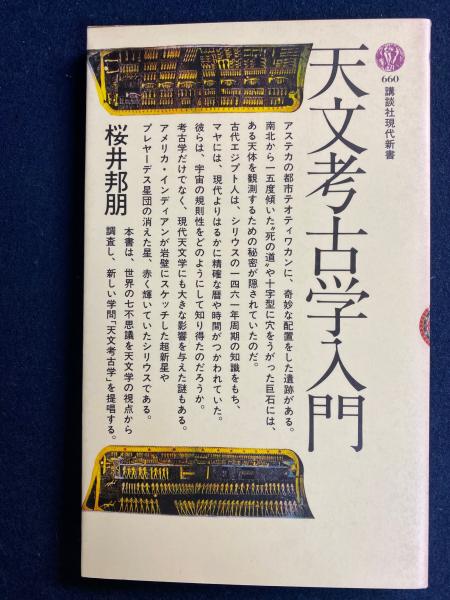 660
講談社現代新書
天文考古学入門
アステカの都市テオティワカンに、奇妙な配置をした遺跡がある。
南北から一五度傾いた“死の道”や十字型に穴をうがった巨石には、
ある天体を観測するための秘密が隠されていたのだ。
古代エジプト人は、シリウスの一四六一年周期の知識をもち、
マヤには、現代よりはるかに精確な暦や時間がつかわれていた。
彼らは、宇宙の規則性をどのようにして知り得たのだろうか。
考古学だけでなく、現代天文学にも大きな影響を与えた謎もある。
アメリカ・インディアンが岩壁にスケッチした超新星や
プレヤーデス星団の消えた星、赤く輝いていたシリウスである。
本書は、世界の七不思議を天文学の視点から
調査し、新しい学問「天文考古学」を提唱する。
桜井邦朋